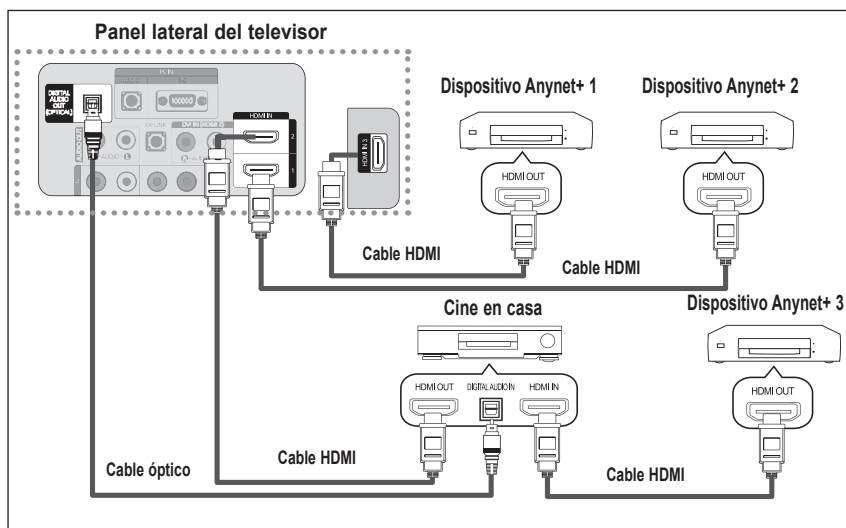 Panel lateral del televisor
PC IN
DIGITAL
AUDIO
OUT
(OPTICAL)
EX-LINK
HDMI IN
2
1
HDMI IN 3
Dispositivo Anynet+ 1
Dispositivo Anynet+ 2
HDMI OUT
HDMI OUT
Cable HDMI
Cable HDMI
Cine en casa
Dispositivo Anynet+ 3
HDMI OUT
DIGITAL AUDIO IN
HDMI IN
HDMI OUT
Cable HDMI
Cable óptico
Cable HDMI